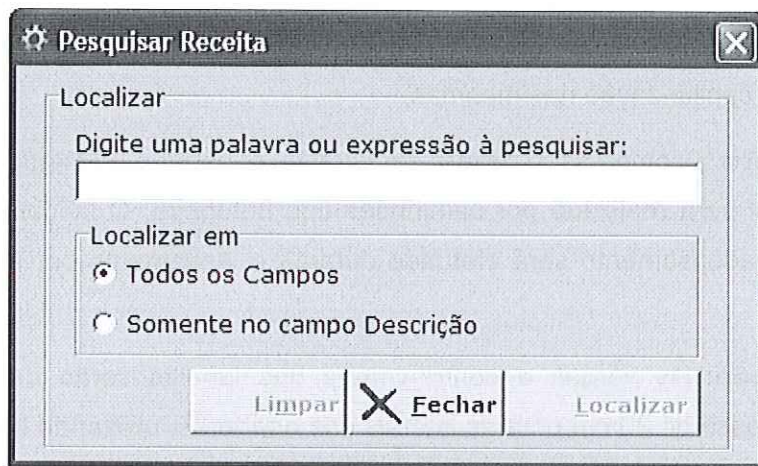 Pesquisar Receita
Localizar
Digite uma palavra ou expressão à pesquisar:
Localizar em
Todos os Campos
Somente no campo Descrição
Limpar Fechar Localizar